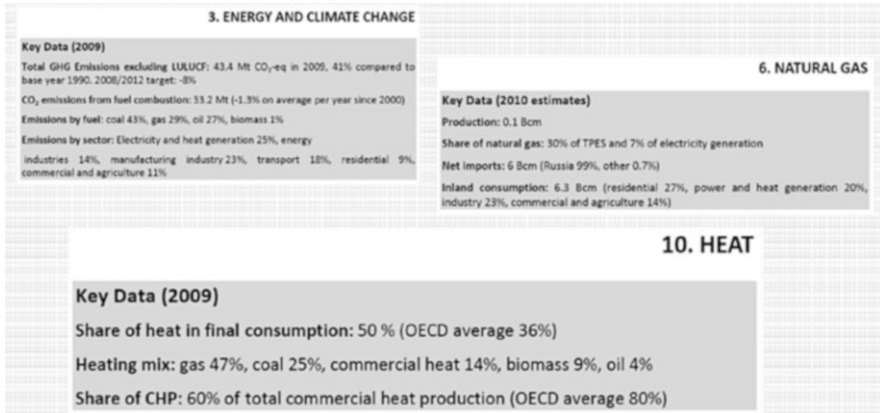 3. ENERGY AND CLIMATE CHANGE
Key Data (2009)
Total GHG Emissions excluding LULUCF: 43.4 Mt CO₂-eq in 2009, 41% compared to
base year 1990. 2008/2012 target: -8%
CO₂ emissions from fuel combustion: 33.2 Mt (-1.3% on average per year since 2000)
Emissions by fuel: coal 43%, gas 29%, oil 27%, biomass 1%
Emissions by sector: Electricity and heat generation 25%, energy
industries 14%, manufacturing industry 23%, transport 18%, residential 9%,
commercial and agriculture 11%
6. NATURAL GAS
Key Data (2010 estimates)
Production: 0.1 Bcm
Share of natural gas: 30% of TPES and 7% of electricity generation
Net imports: 6 Bcm (Russia 99%, other 0.7%)
Inland consumption: 6.3 Bcm (residential 27%, power and heat generation 20%,
industry 23%, commercial and agriculture 14%)
10. HEAT
Key Data (2009)
Share of heat in final consumption: 50 % (OECD average 36%)
Heating mix: gas 47%, coal 25%, commercial heat 14%, biomass 9%, oil 4%
Share of CHP: 60% of total commercial heat production (OECD average 80%)